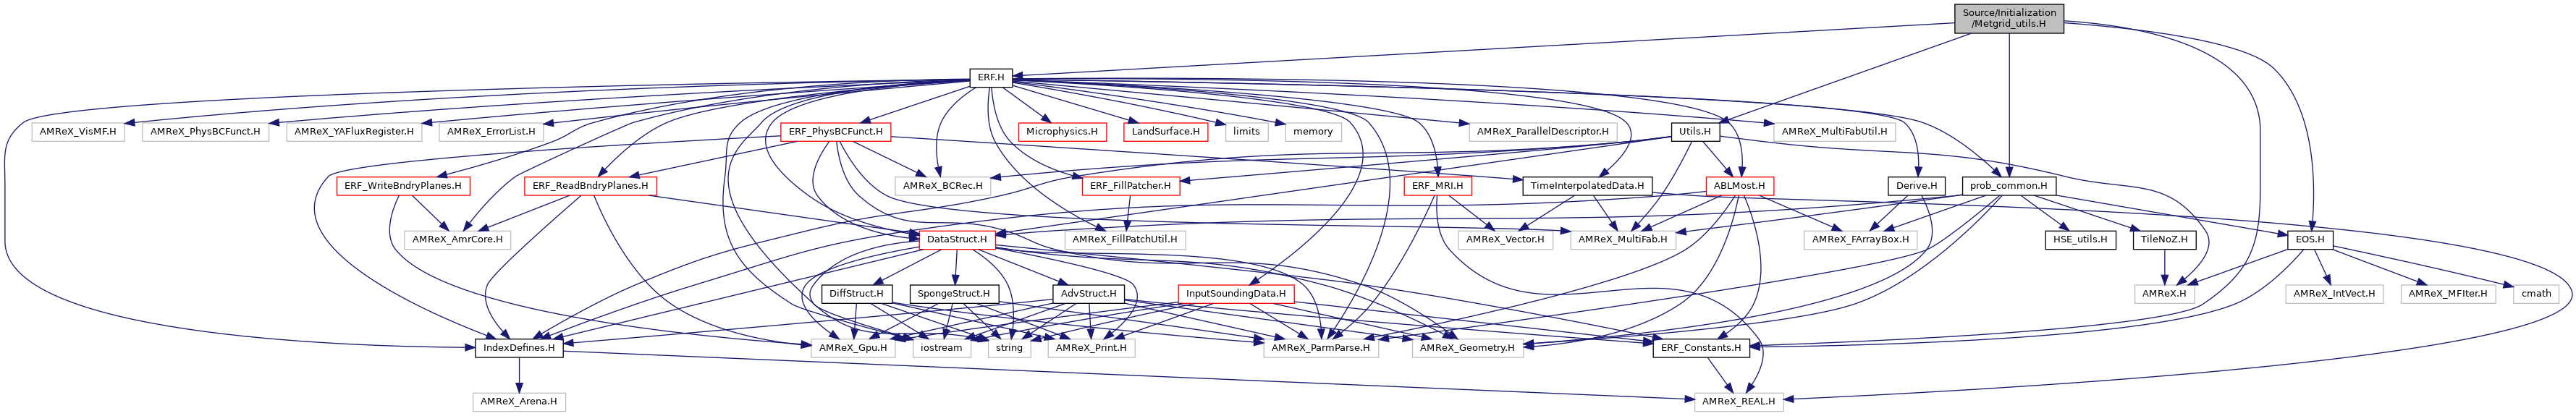 Source/Initialization
/Metgrid_utils.H
ERF.H
AMReX_VisMF.H
AMReX_PhysBCFunct.H
AMReX_YAFluxRegister.H
AMReX_ErrorList.H
ERF_PhysBCFunct.H
Microphysics.H
LandSurface.H
limits
memory
AMReX_ParallelDescriptor.H
Utils.H
AMReX_MultiFabUtil.H
ERF_WriteBndryPlanes.H
ERF_ReadBndryPlanes.H
AMReX_BCRec.H
ERF_FillPatcher.H
ERF_MRI.H
TimeInterpolatedData.H
ABLMost.H
Derive.H
prob_common.H
AMReX_AmrCore.H
DataStruct.H
AMReX_FillPatchUtil.H
AMReX_Vector.H
AMReX_MultiFab.H
AMReX_FArrayBox.H
HSE_utils.H
TileNoZ.H
EOS.H
DiffStruct.H
SpongeStruct.H
AdvStruct.H
InputSoundingData.H
AMReX.H
AMReX_IntVect.H
AMReX_MFIter.H
cmath
IndexDefines.H
AMReX_Gpu.H
iostream
string
AMReX_Print.H
AMReX_ParmParse.H
AMReX_Geometry.H
ERF_Constants.H
AMReX_Arena.H
AMReX_REAL.H